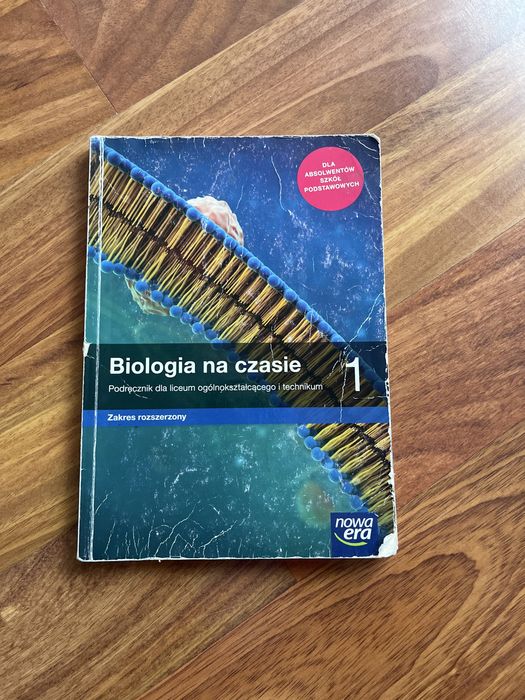 DLA
ABSOLWENTÓW
SZKÓŁ
PODSTAWOWYCH
Biologia na czasie 1
Podręcznik dla liceum ogólnokształcącego i technikum
Zakres rozszerzony
nowa
era